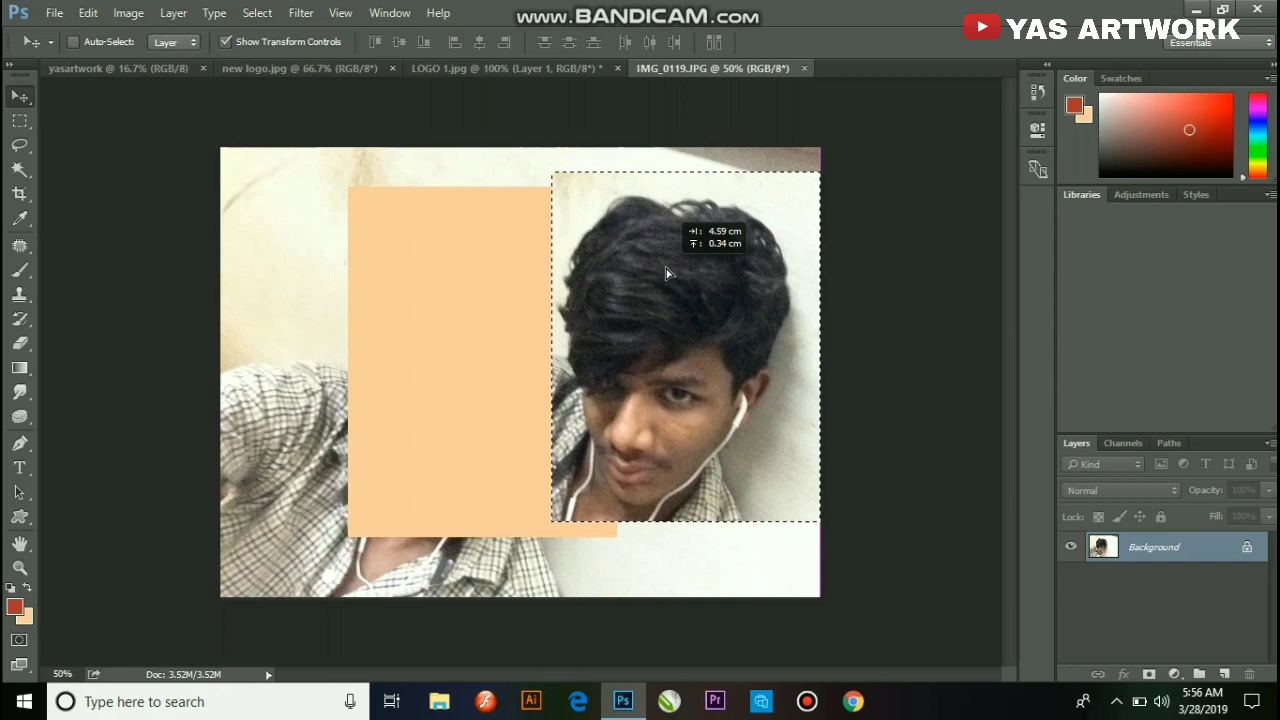 Ps File Edit Image Layer Type Select Filter View Window Help
www.BANDICAM.com
YAS ARTWORK
Auto-Select: Layer Show Transform Controls
Essentials
yasartwork @ 16.7% (RGB/8) × new logo.jpg @ 66.7% (RGB/8*) × LOGO 1.jpg @ 100% (Layer 1, RGB/8*) * × IMG_0119.JPG @ 50% (RGB/8*) ×
Color Swatches
Libraries Adjustments Styles
4.59 cm
0.34 cm
Layers Channels Paths
Kind
Normal Opacity: 100%
Lock: Fill: 100%
Background
50% Doc: 3.52M/3.52M
Type here to search
Ai Ps Pr
5:56 AM
3/28/2019